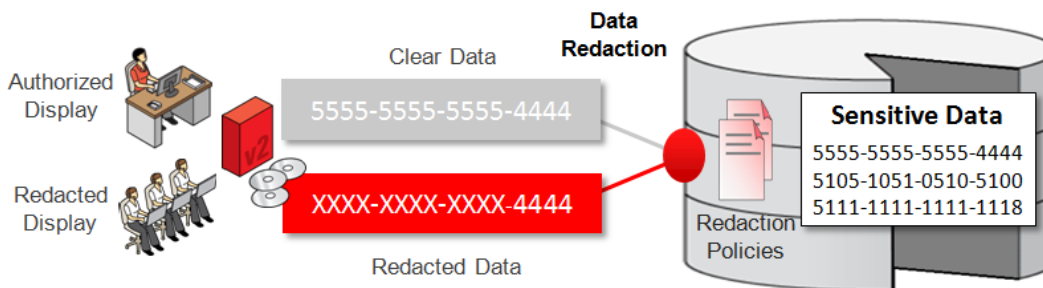 Authorized
Display
Redacted
Display
v2
Clear Data
5555-5555-5555-4444
XXXX-XXXX-XXXX-4444
Redacted Data
Data
Redaction
Redaction
Policies
Sensitive Data
5555-5555-5555-4444
5105-1051-0510-5100
5111-1111-1111-1118